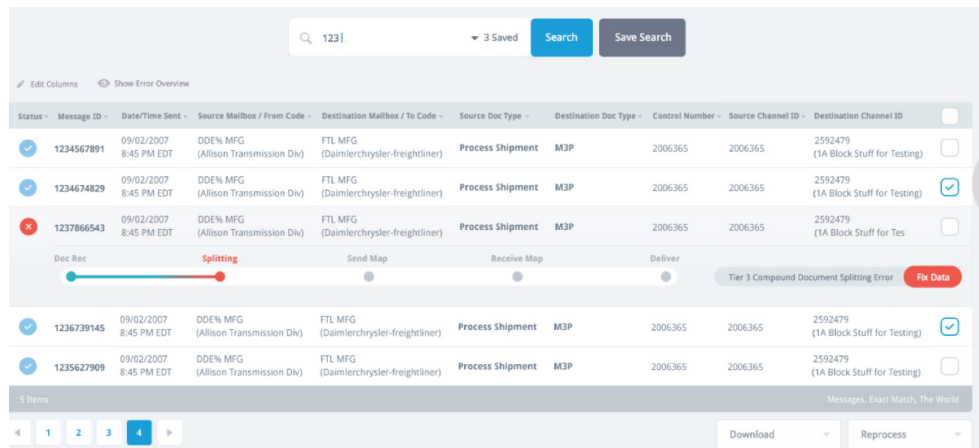 123 3 Saved Search Save Search
Edit Columns Show Error Overview
Status Message ID Date/Time Sent Source Mailbox / From Code Destination Mailbox / To Code Source Doc Type Destination Doc Type Control Number Source Channel ID Destination Channel ID
09/02/2007 DDE% MFG FTL MFG 2592479
1234567891 Process Shipment M3P 2006365 2006365
8:45 PM EDT (Allison Transmission Div) (Daimlerchrysler-freightliner) (1A Block Stuff for Testing)
09/02/2007 DDE% MFG FTL MFG 2592479
1234674829 Process Shipment M3P 2006365 2006365
8:45 PM EDT (Allison Transmission Div) (Daimlerchrysler-freightliner) (1A Block Stuff for Testing)
09/02/2007 DDE% MFG FTL MFG 2592479
1237866543 Process Shipment M3P 2006365 2006365
8:45 PM EDT (Allison Transmission Div) (Daimlerchrysler-freightliner) (1A Block Stuff for Tes
Doc Rec Splitting Send Map Receive Map Deliver
Tier 3 Compound Document Splitting Error Fix Data
09/02/2007 DDE% MFG FTL MFG 2592479
1236739145 Process Shipment M3P 2006365 2006365
8:45 PM EDT (Allison Transmission Div) (Daimlerchrysler-freightliner) (1A Block Stuff for Testing)
09/02/2007 DDE% MFG FTL MFG 2592479
1235627909 Process Shipment M3P 2006365 2006365
8:45 PM EDT (Allison Transmission Div) (Daimlerchrysler-freightliner) (1A Block Stuff for Testing)
5 Items Messages, Exact Match, The World
1 2 3 4 Download Reprocess